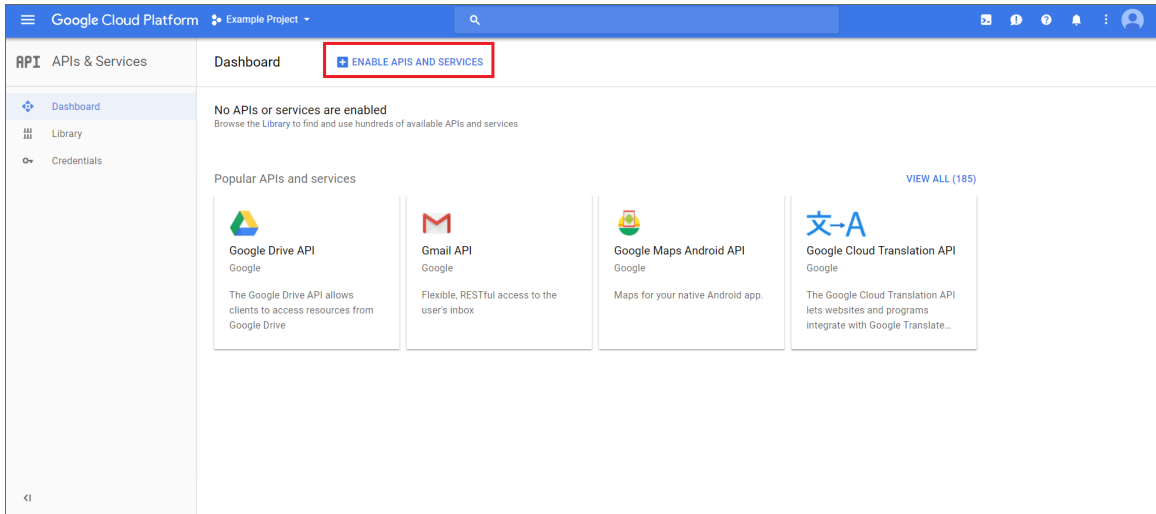 Google Cloud Platform
Example Project
API APIs & Services
Dashboard
ENABLE APIS AND SERVICES
Dashboard
Library
Credentials
No APIs or services are enabled
Browse the Library to find and use hundreds of available APIs and services
Popular APIs and services
VIEW ALL (185)
Google Drive API
Google
The Google Drive API allows
clients to access resources from
Google Drive
Gmail API
Google
Flexible, RESTful access to the
user's inbox
Google Maps Android API
Google
Maps for your native Android app.
文→A
Google Cloud Translation API
Google
The Google Cloud Translation API
lets websites and programs
integrate with Google Translate...